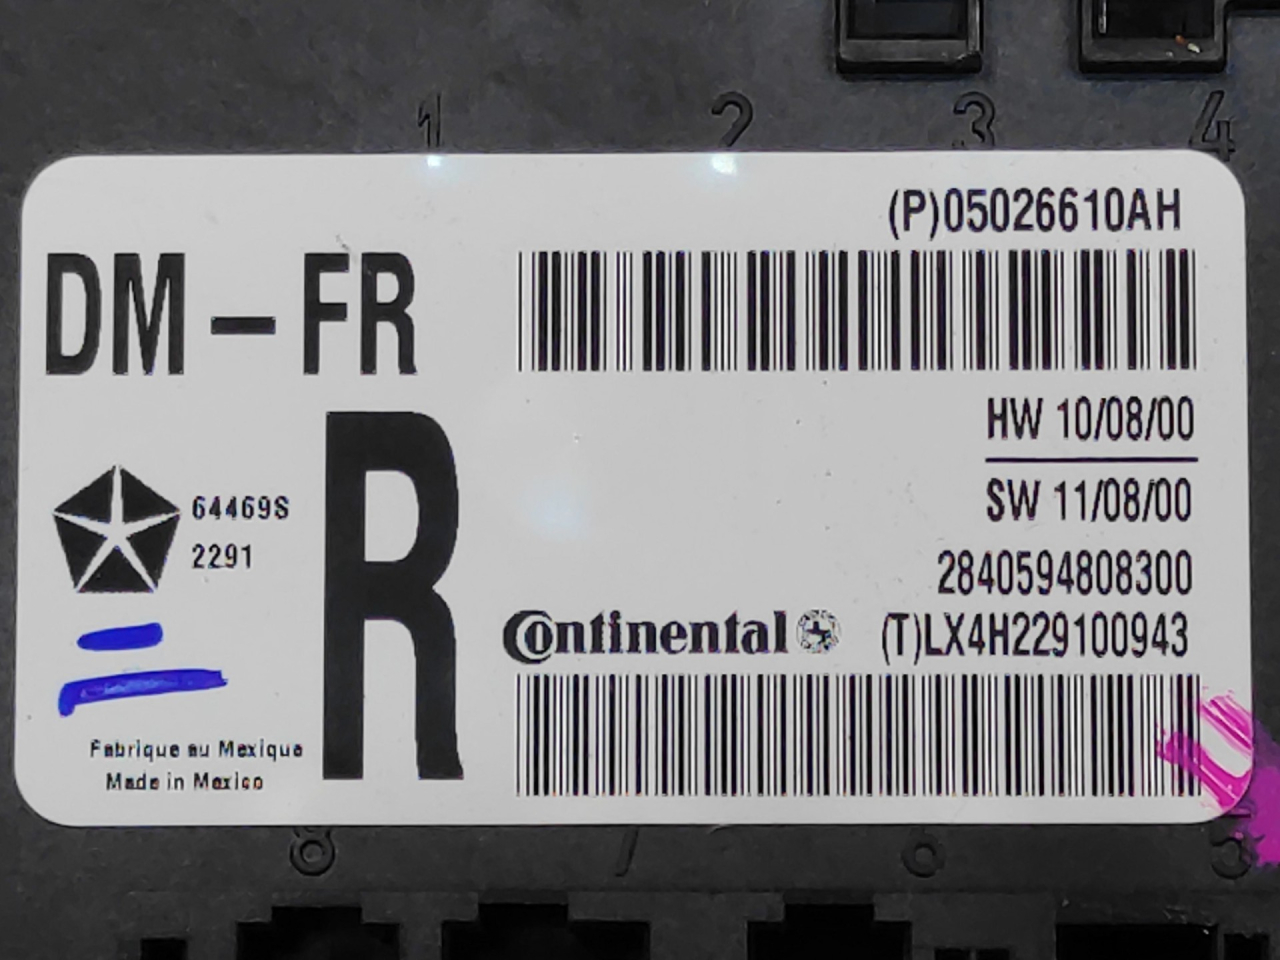 1 2 3 4
(P)05026610AH
DM-FR
HW 10/08/00
SW 11/08/00
64469S
2291
R
2840594808300
Continental
(T)LX4H229100943
Fabrique au Mexique
Made in Mexico
8 7 6 5